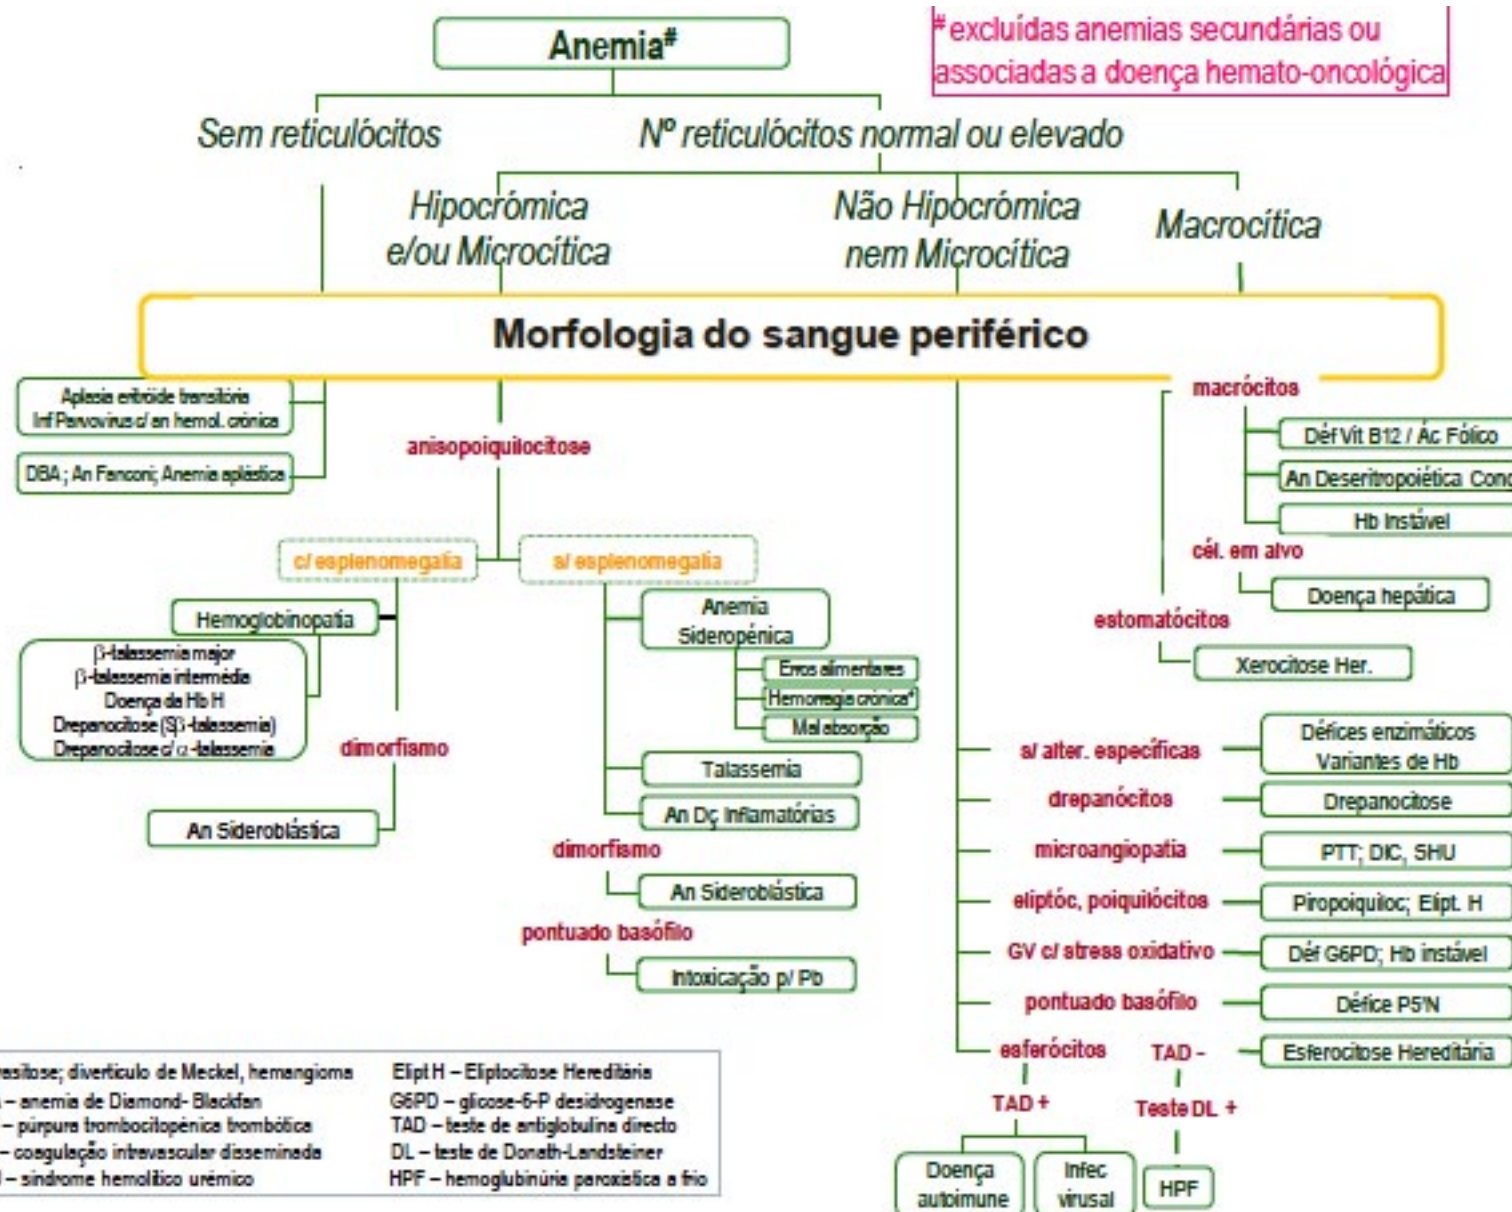 Anemia#
# excluídas anemias secundárias ou
associadas a doença hemato-oncológica
Sem reticulócitos
Nº reticulócitos normal ou elevado
Hipocrómica
e/ou Microcítica
Não Hipocrómica
nem Microcítica
Macrocítica
Morfologia do sangue periférico
Aplasia eritróide transitória
Inf Parvovirus c/ an hemol. crónica
DBA ; An Fanconi; Anemia aplástica
anisopoiquilocitose
c/ esplenomegalia
s/ esplenomegalia
Hemoglobinopatia
β-talassemia major
β-talassemia intermédia
Doença da Hb H
Drepanocitose (Sβ-talassemia)
Drepanocitose c/ α-talassemia
dimorfismo
An Sideroblástica
Anemia
Sideropénica
Erros alimentares
Hemorragia crónica*
Mal absorção
Talassemia
An Dç Inflamatórias
dimorfismo
An Sideroblástica
pontuado basófilo
Intoxicação p/ Pb
macrócitos
Déf Vit B12 / Ác Fólico
An Deseritropoiética Cong
Hb Instável
cél. em alvo
Doença hepática
estomatócitos
Xerocitose Her.
s/ alter. específicas
Défices enzimáticos
Variantes de Hb
drepanócitos
Drepanocitose
microangiopatia
PTT; DIC, SHU
eliptóc, poiquilócitos
Piropoiquiloc; Elipt. H
GV c/ stress oxidativo
Déf G6PD; Hb instável
pontuado basófilo
Défice P5'N
esferócitos
TAD -
Esferocitose Hereditária
TAD +
Teste DL +
Doença
autoimune
Infec
virusal
HPF
asitose; divertículo de Meckel, hemangioma
– anemia de Diamond- Blackfan
– púrpura trombocitopénica trombótica
– coagulação intravascular disseminada
– síndrome hemolítico urémico
Elipt H – Eliptocitose Hereditária
G6PD – glicose-6-P desidrogenase
TAD – teste de antiglobulina directo
DL – teste de Donath-Landsteiner
HPF – hemoglubinúria paroxística a frio